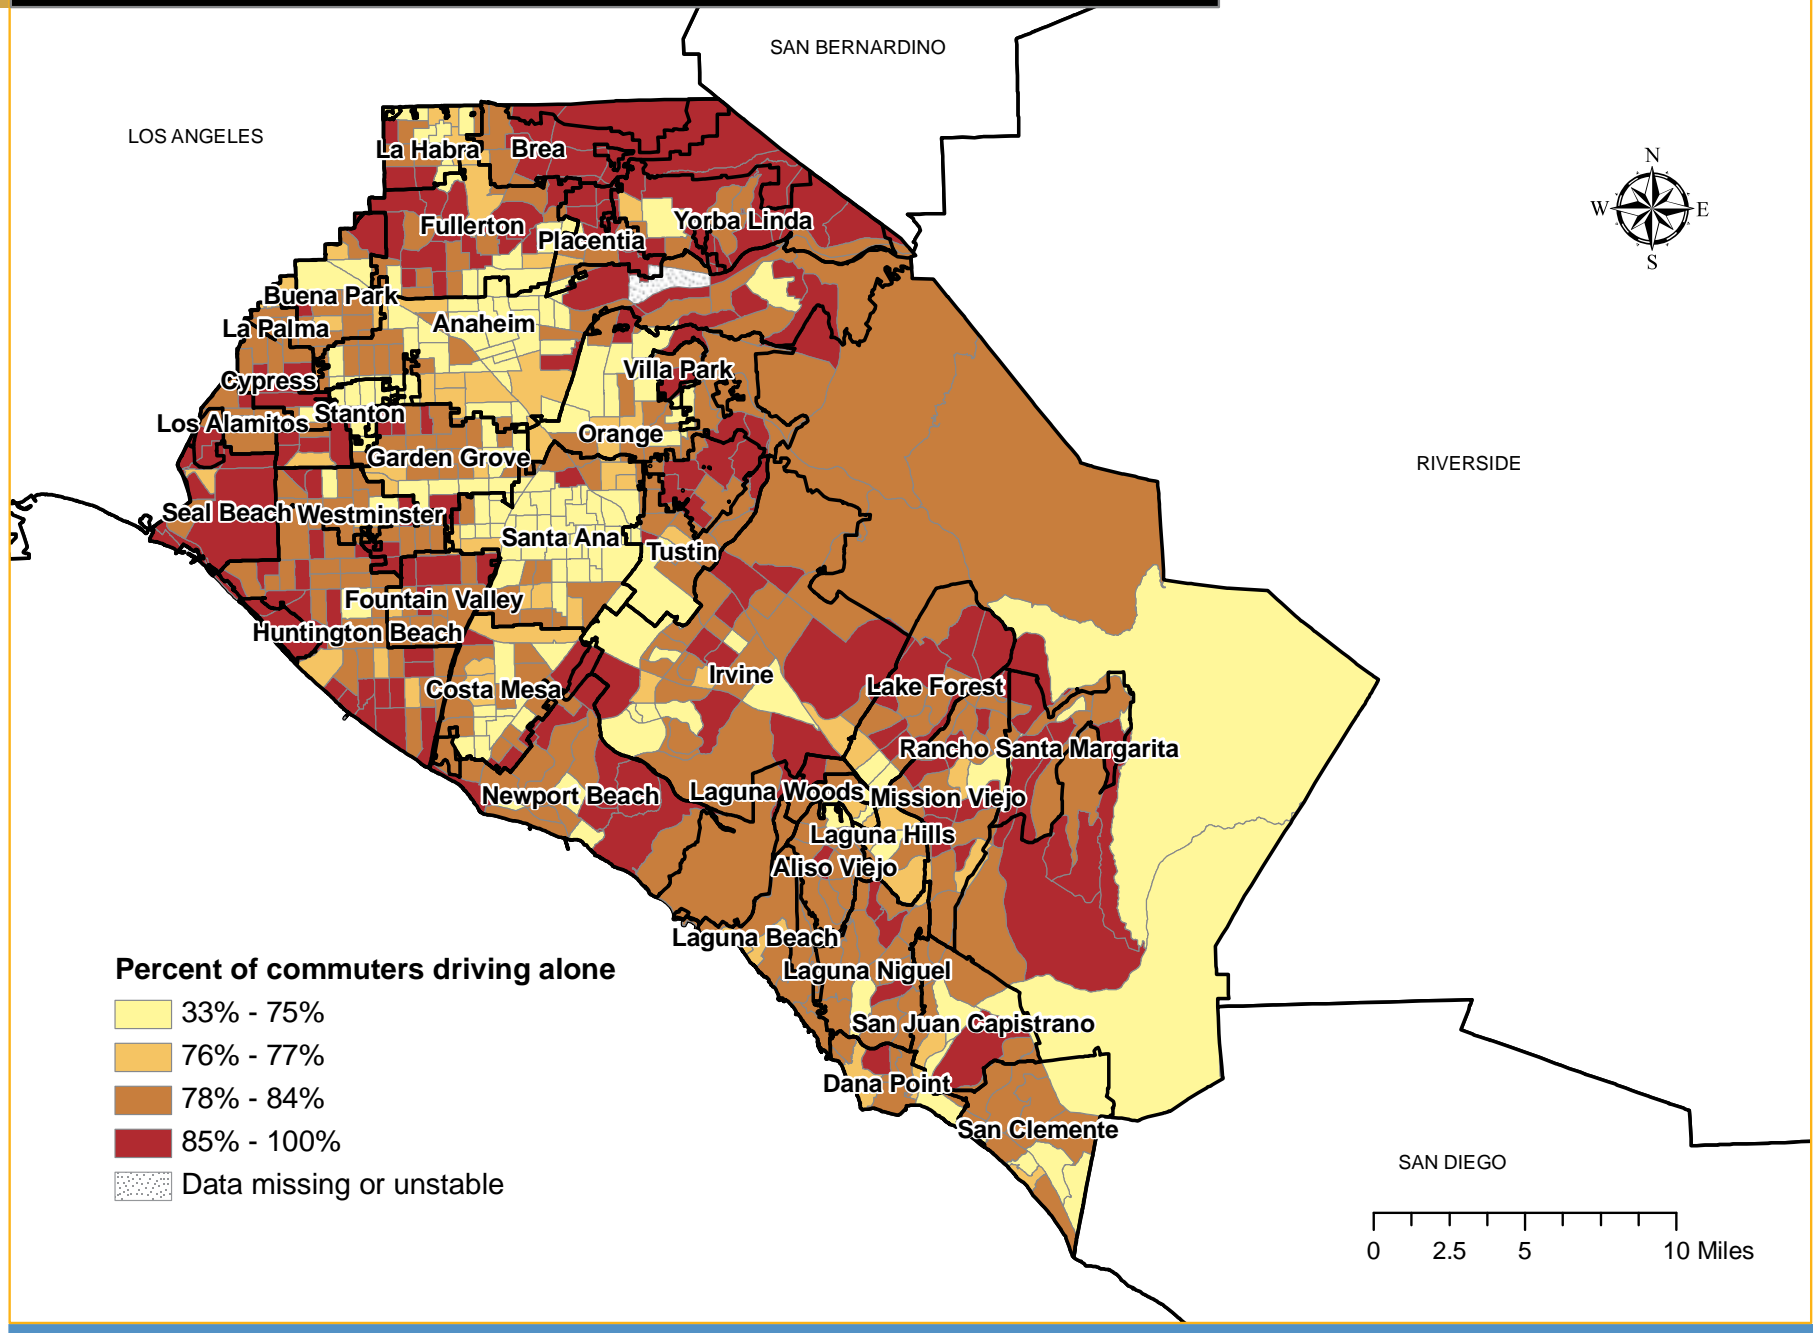 SAN BERNARDINO
LOS ANGELES
La Habra
Brea
N
W
E
S
Fullerton
Placentia
Yorba Linda
Buena Park
La Palma
Anaheim
Cypress
Villa Park
Los Alamitos
Stanton
Orange
Garden Grove
RIVERSIDE
Seal Beach
Westminster
Santa Ana
Tustin
Fountain Valley
Huntington Beach
Irvine
Costa Mesa
Lake Forest
Rancho Santa Margarita
Newport Beach
Laguna Woods
Mission Viejo
Laguna Hills
Aliso Viejo
Laguna Beach
Laguna Niguel
San Juan Capistrano
Dana Point
San Clemente
Percent of commuters driving alone
33% - 75%
76% - 77%
78% - 84%
85% - 100%
Data missing or unstable
SAN DIEGO
0 2.5 5 10 Miles